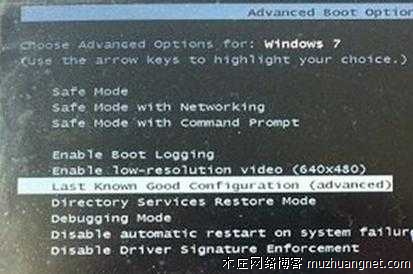 Advanced Boot Optio
Choose Advanced Options for: Windows 7
(Use the arrow keys to highlight your choice.)
Safe Mode
Safe Mode with Networking
Safe Mode with Command Prompt
Enable Boot Logging
Enable low-resolution video (640x480)
Last Known Good Configuration (advanced)
Directory Services Restore Mode
Debugging Mode
Disable automatic restart on system failur
Disable Driver Signature Enforcement
木庄网络博客 muzhuangnet.com